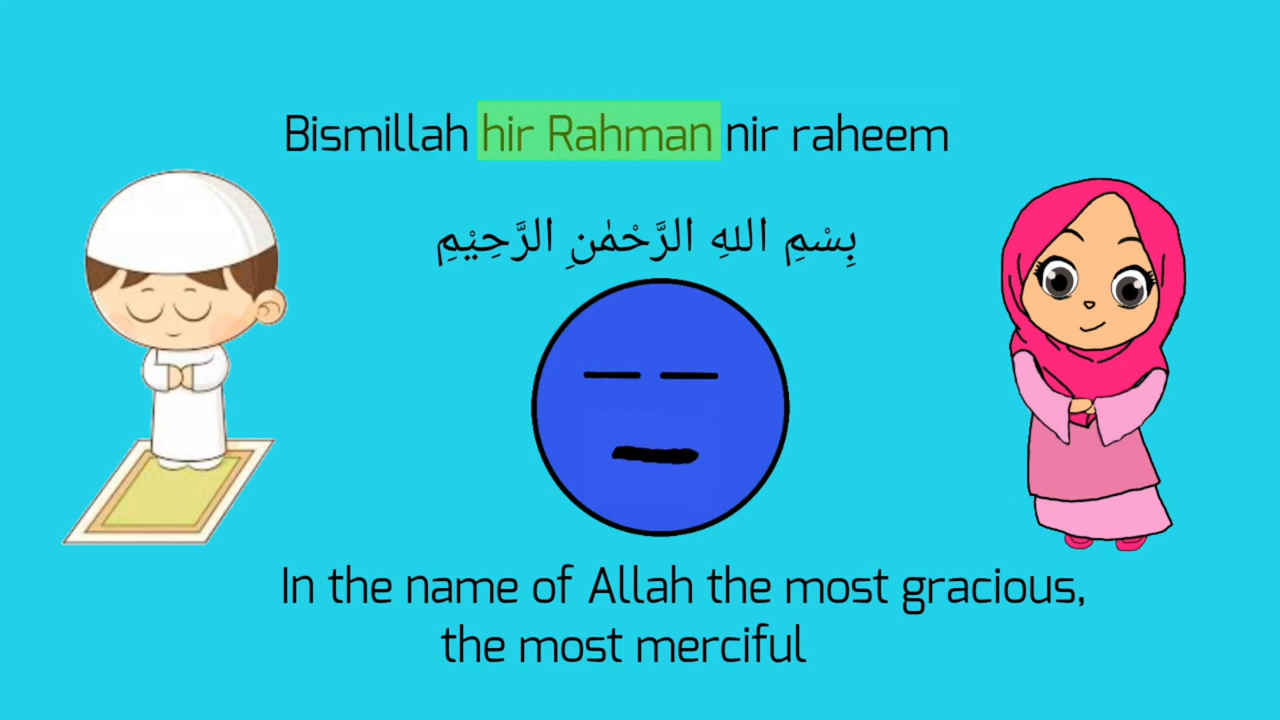 Bismillah hir Rahman nir raheem
بِسْمِ اللهِ الرَّحْمٰنِ الرَّحِيْمِ
In the name of Allah the most gracious,
the most merciful